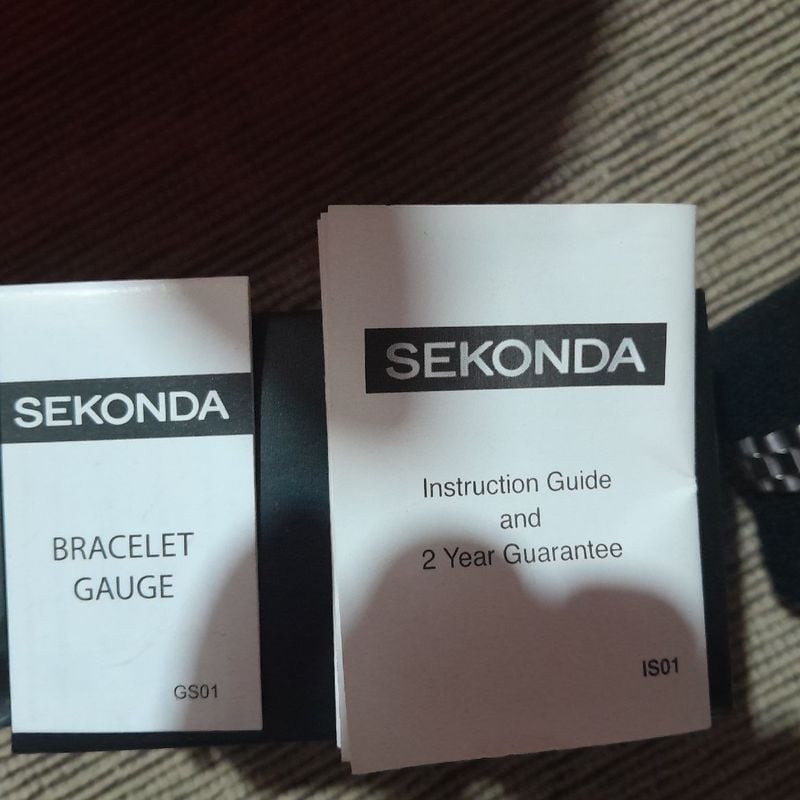 SEKONDA
BRACELET
GAUGE
GS01
SEKONDA
Instruction Guide
and
2 Year Guarantee
IS01